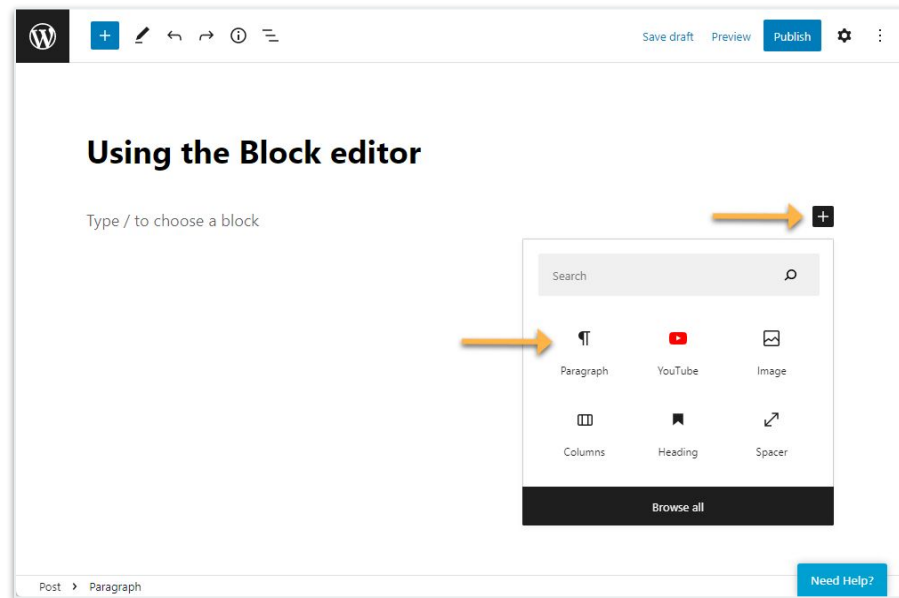 Save draft Preview Publish
Using the Block editor
Type / to choose a block
Search
Paragraph YouTube Image
Columns Heading Spacer
Browse all
Need Help?
Post > Paragraph